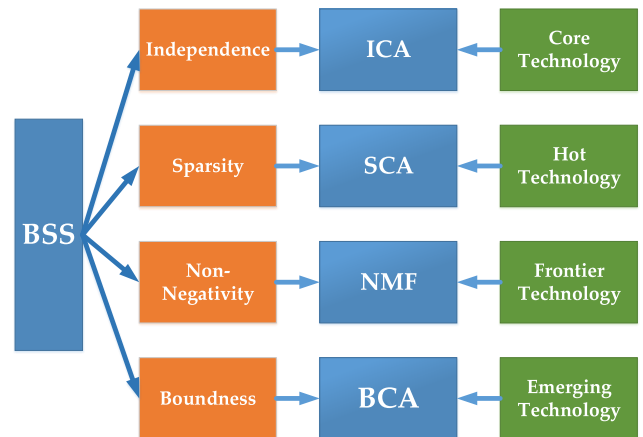 BSS
Independence
ICA
Core
Technology
Sparsity
SCA
Hot
Technology
Non-
Negativity
NMF
Frontier
Technology
Boundness
BCA
Emerging
Technology